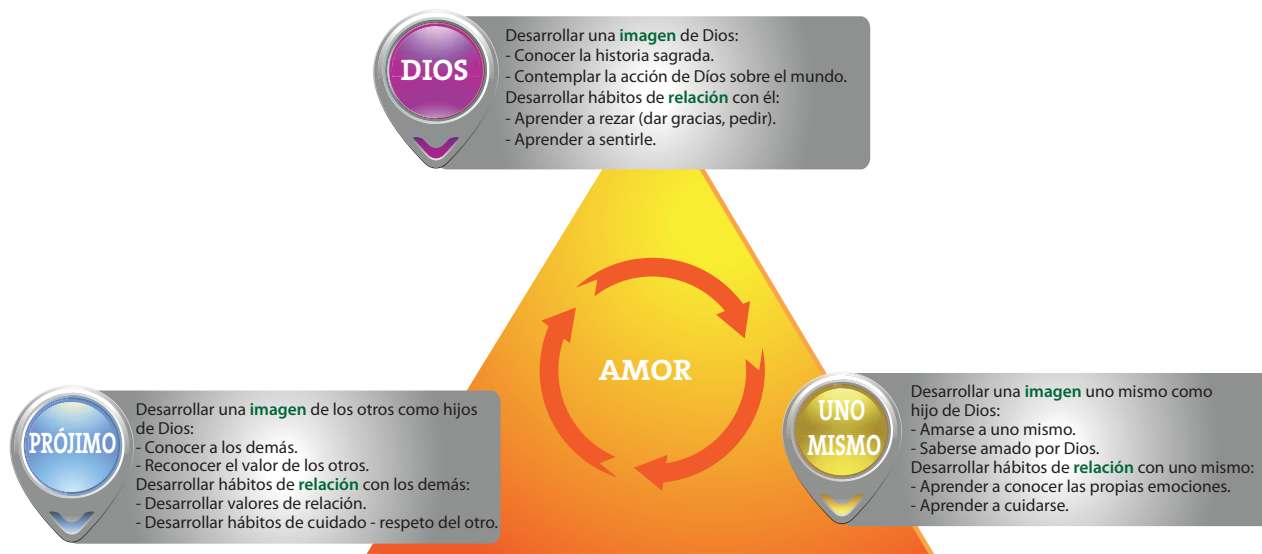 DIOS
Desarrollar una imagen de Dios:
- Conocer la historia sagrada.
- Contemplar la acción de Díos sobre el mundo.
Desarrollar hábitos de relación con él:
- Aprender a rezar (dar gracias, pedir).
- Aprender a sentirle.
AMOR
PRÓJIMO
Desarrollar una imagen de los otros como hijos
de Dios:
- Conocer a los demás.
- Reconocer el valor de los otros.
Desarrollar hábitos de relación con los demás:
- Desarrollar valores de relación.
- Desarrollar hábitos de cuidado - respeto del otro.
UNO
MISMO
Desarrollar una imagen uno mismo como
hijo de Dios:
- Amarse a uno mismo.
- Saberse amado por Dios.
Desarrollar hábitos de relación con uno mismo:
- Aprender a conocer las propias emociones.
- Aprender a cuidarse.